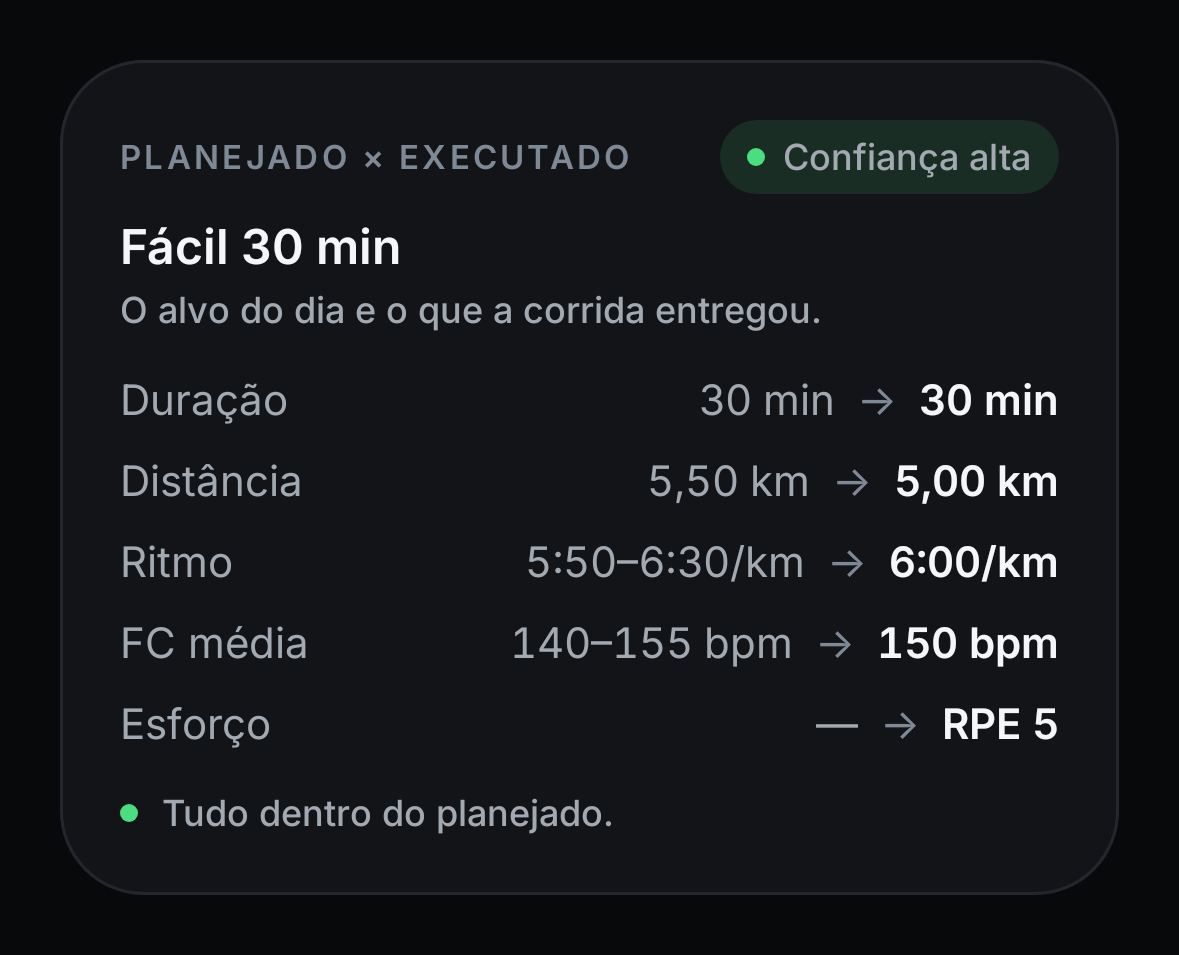 PLANEJADO × EXECUTADO
Confiança alta
Fácil 30 min
O alvo do dia e o que a corrida entregou.
Duração 30 min → 30 min
Distância 5,50 km → 5,00 km
Ritmo 5:50–6:30/km → 6:00/km
FC média 140–155 bpm → 150 bpm
Esforço — → RPE 5
Tudo dentro do planejado.